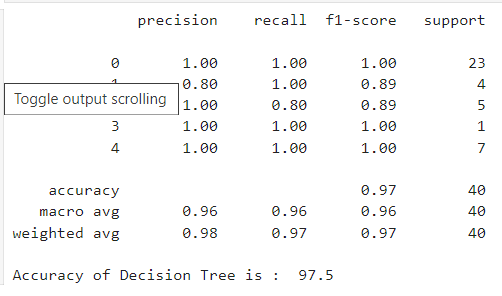 precision recall f1-score support
0 1.00 1.00 1.00 23
0.80 1.00 0.89 4
Toggle output scrolling
1.00 0.80 0.89 5
3 1.00 1.00 1.00 1
4 1.00 1.00 1.00 7
accuracy 0.97 40
macro avg 0.96 0.96 0.96 40
weighted avg 0.98 0.97 0.97 40
Accuracy of Decision Tree is : 97.5